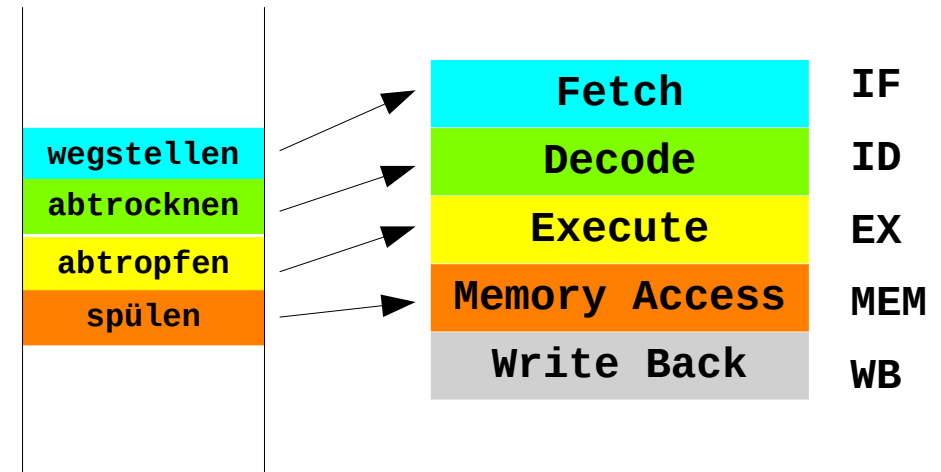 wegstellen
abtrocknen
abtropfen
spülen
Fetch IF
Decode ID
Execute EX
Memory Access MEM
Write Back WB